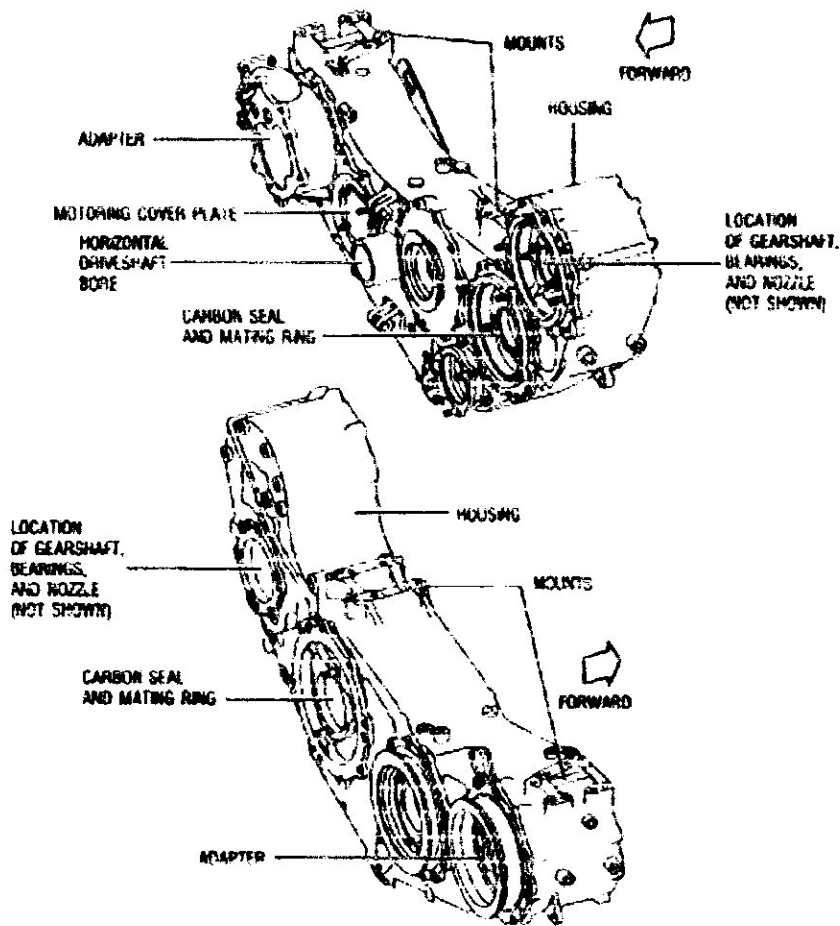 MOUNTS
FORWARD
HOUSING
ADAPTER
MOTORING COVER PLATE
HORIZONTAL
DRIVESHAFT
BORE
LOCATION
OF GEARSHAFT,
BEARINGS,
AND NOZZLE
(NOT SHOWN)
CARBON SEAL
AND MATING RING
HOUSING
LOCATION
OF GEARSHAFT,
BEARINGS,
AND NOZZLE
(NOT SHOWN)
MOUNTS
CARBON SEAL
AND MATING RING
FORWARD
ADAPTER